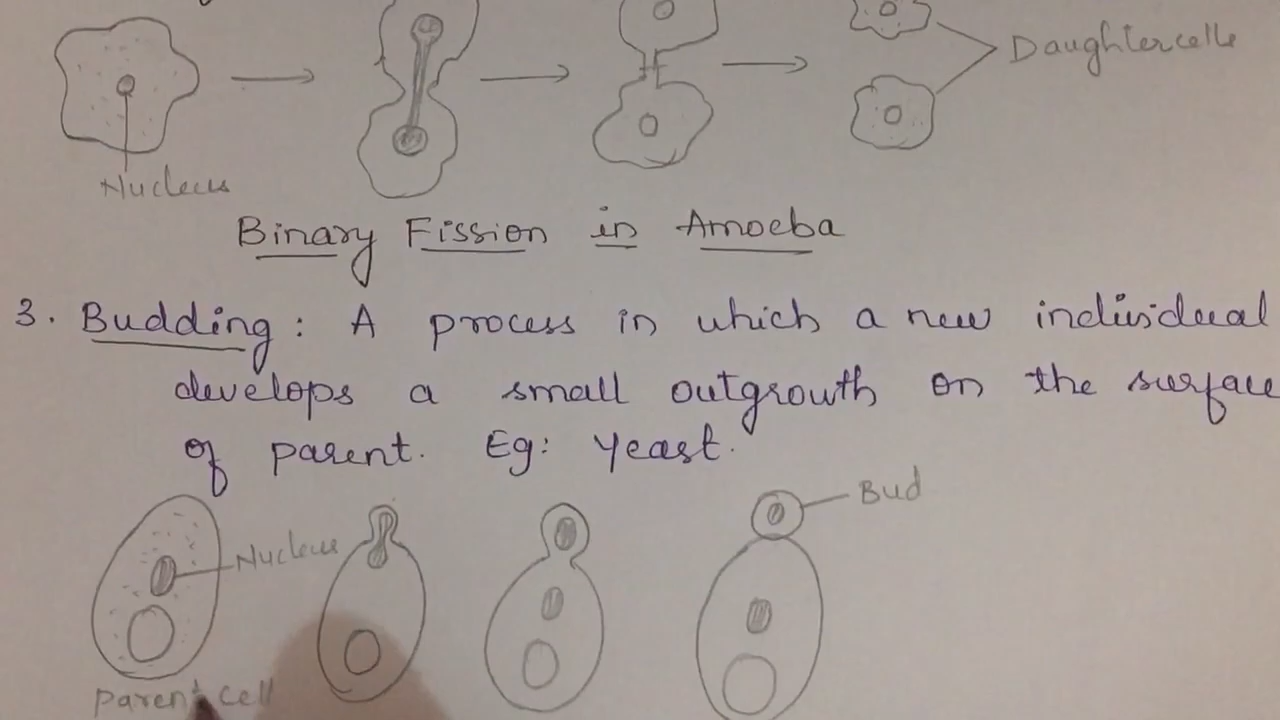 Daughtercells
Nucleus
Binary Fission in Amoeba
3. Budding: A process in which a new individual
develops a small outgrowth on the surface
of parent. Eg: Yeast.
Bud
Nucleus
Parent cell